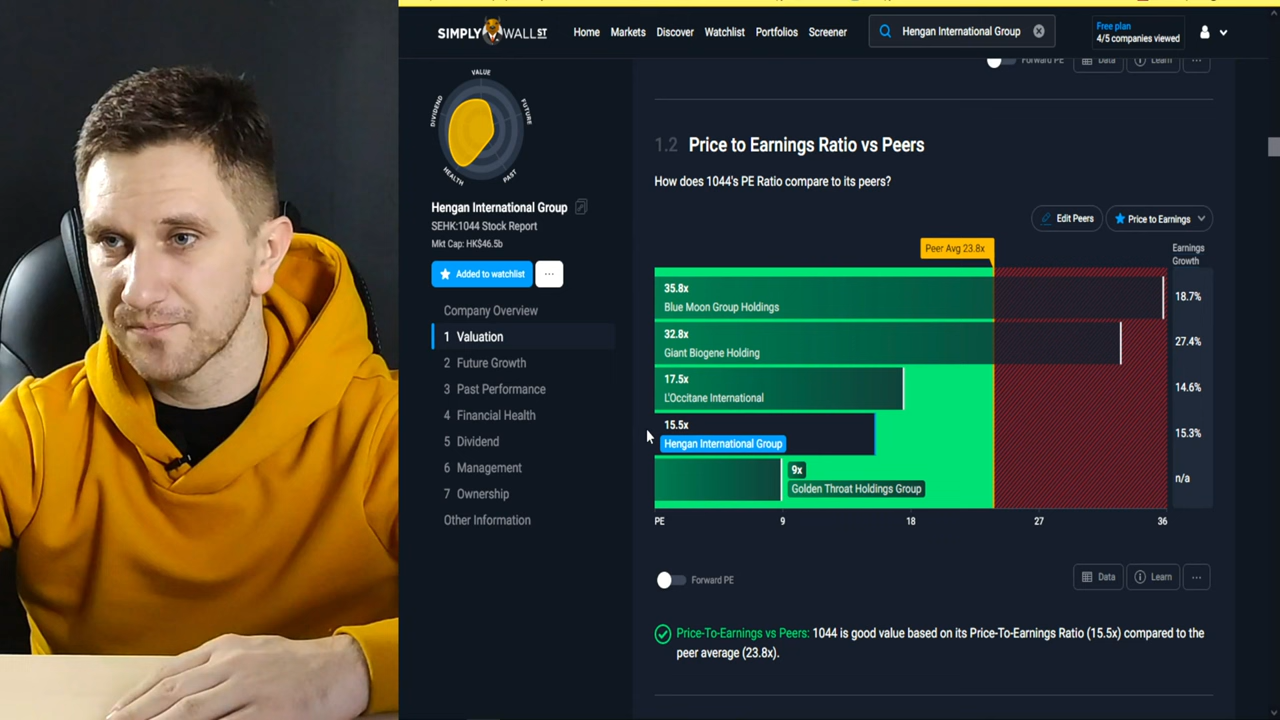 SIMPLY WALL ST
Home Markets Discover Watchlist Portfolios Screener
Hengan International Group
Free plan
4/5 companies viewed
VALUE
FUTURE
PAST
HEALTH
DIVIDEND
Hengan International Group
SEHK:1044 Stock Report
Mkt Cap: HK$46.5b
Added to watchlist
Company Overview
1 Valuation
2 Future Growth
3 Past Performance
4 Financial Health
5 Dividend
6 Management
7 Ownership
Other Information
Forward PE Data Learn
1.2 Price to Earnings Ratio vs Peers
How does 1044's PE Ratio compare to its peers?
Edit Peers Price to Earnings
Peer Avg 23.8x
Earnings
Growth
35.8x
Blue Moon Group Holdings
18.7%
32.8x
Giant Biogene Holding
27.4%
17.5x
L'Occitane International
14.6%
15.5x
Hengan International Group
15.3%
9x
Golden Throat Holdings Group
n/a
PE 9 18 27 36
Forward PE Data Learn
Price-To-Earnings vs Peers: 1044 is good value based on its Price-To-Earnings Ratio (15.5x) compared to the
peer average (23.8x).